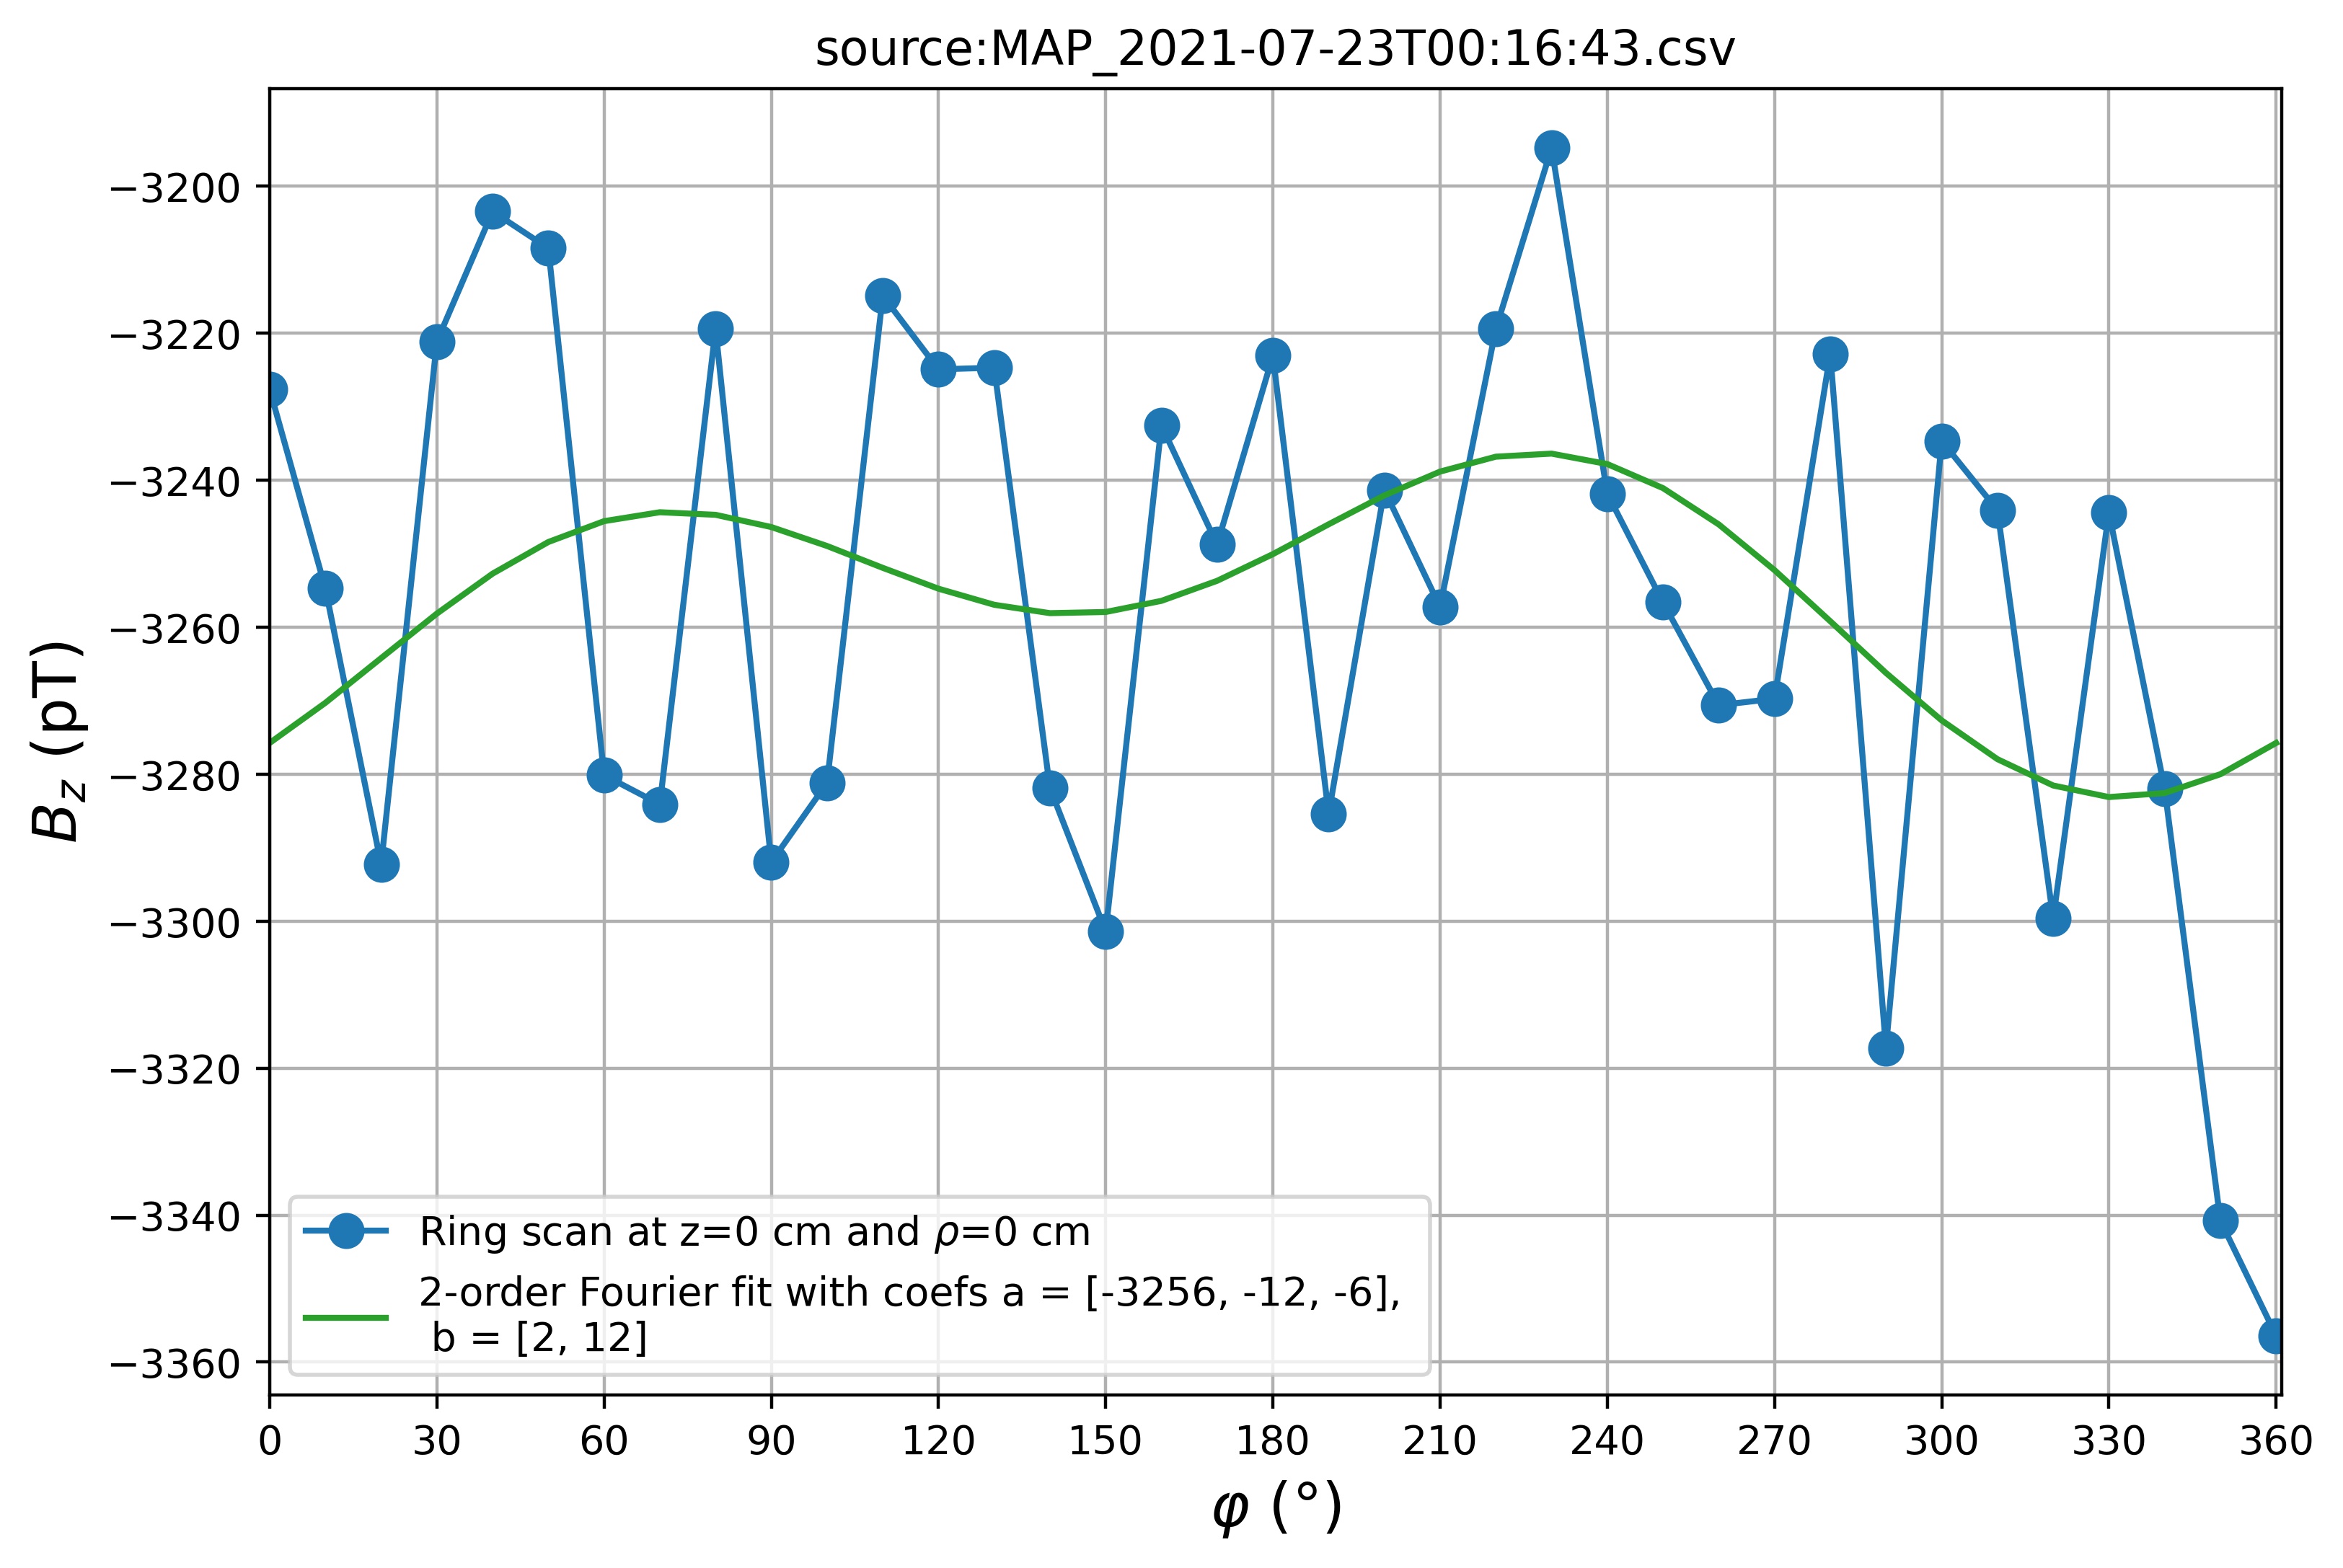 source:MAP_2021-07-23T00:16:43.csv
−3200
−3220
−3240
−3260
−3280
−3300
−3320
−3340
−3360
B_z (pT)
Ring scan at z=0 cm and ρ=0 cm
2-order Fourier fit with coefs a = [-3256, -12, -6],
b = [2, 12]
0 30 60 90 120 150 180 210 240 270 300 330 360
φ (°)